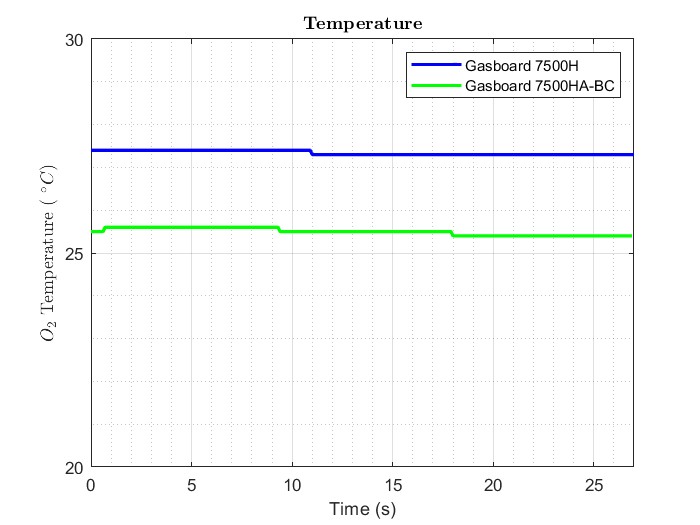 Temperature
Gasboard 7500H
Gasboard 7500HA-BC
O₂ Temperature ( °C)
30
25
20
0 5 10 15 20 25
Time (s)